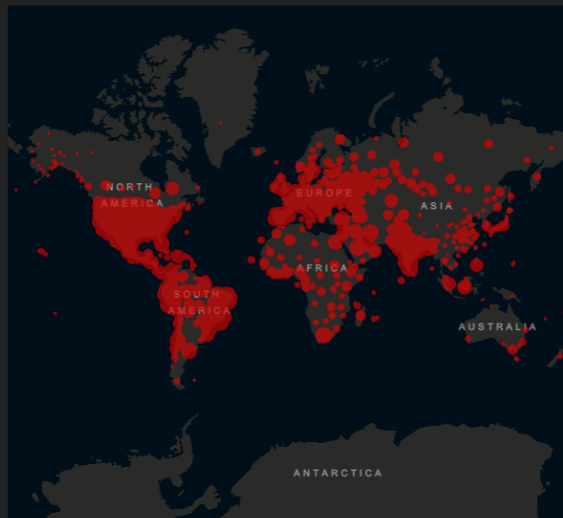 NORTH
AMERICA
EUROPE
ASIA
AFRICA
SOUTH
AMERICA
AUSTRALIA
ANTARCTICA